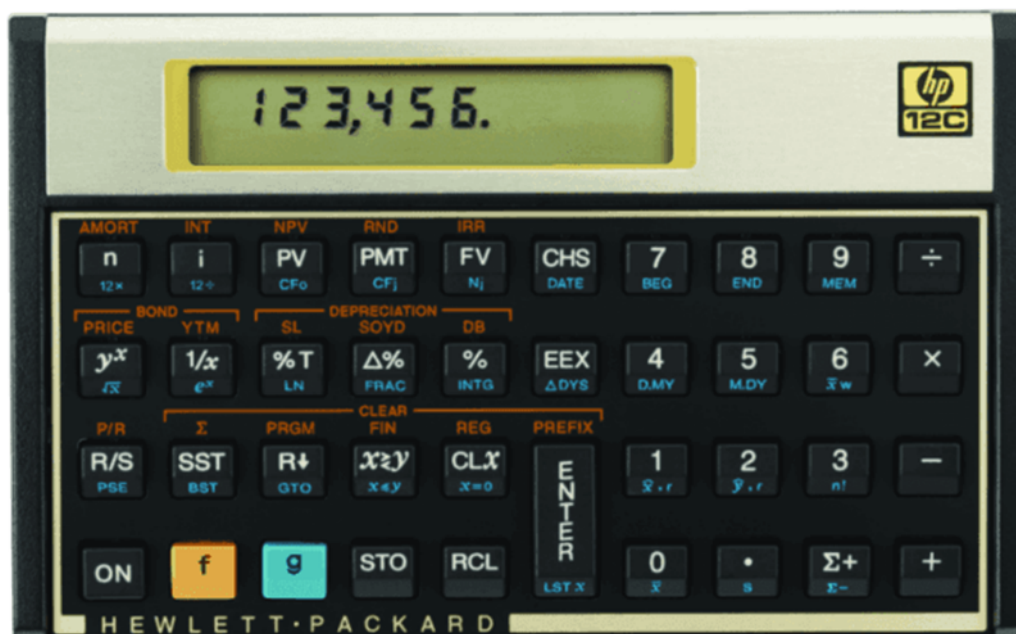 123,456.
hp
12C
AMORT INT NPV RND IRR
n i PV PMT FV CHS 7 8 9 ÷
12× 12÷ CFo CFj Nj DATE BEG END MEM
BOND DEPRECIATION
PRICE YTM SL SOYD DB
yˣ 1/x %T Δ% % EEX 4 5 6 ×
√x eˣ LN FRAC INTG ΔDYS D.MY M.DY x̄w
CLEAR
P/R Σ PRGM FIN REG PREFIX
R/S SST R↓ x≷y CLx ENTER 1 2 3 −
PSE BST GTO x≤y x=0 x̂,r ŷ,r n!
ON f g STO RCL 0 • Σ+ +
LST x x̄ s Σ−
HEWLETT·PACKARD